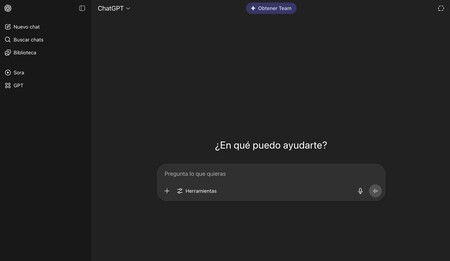 ChatGPT
Obtener Team
Nuevo chat
Buscar chats
Biblioteca
Sora
GPT
¿En qué puedo ayudarte?
Pregunta lo que quieras
Herramientas